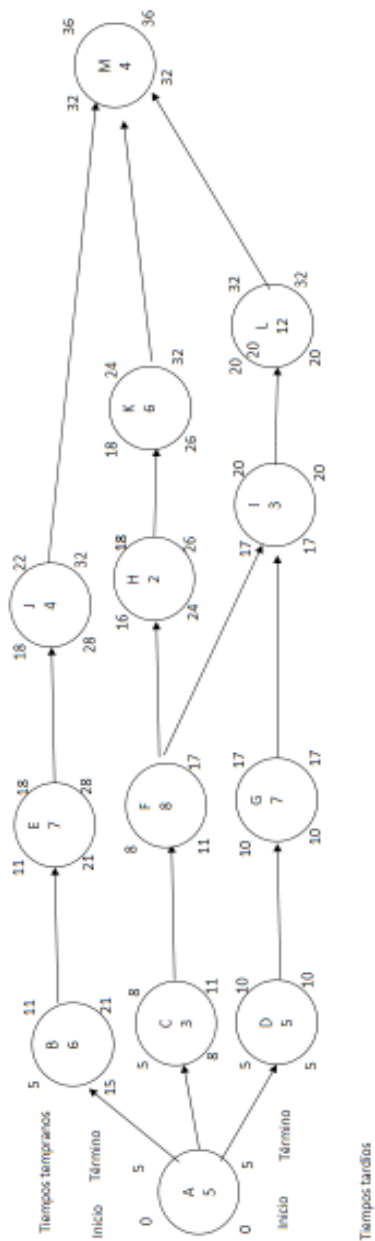 Tiempos tempranos
Inicio Término
0 5
A
5
0 5
Inicio Término
Tiempos tardíos
5 11
B
6
15 21
11 18
E
7
21 28
18 22
J
4
28 32
32 36
M
4
32 36
5 8
C
3
8 11
8
F
8
11 17
16 18
H
2
24 26
18 24
K
6
26 32
5 10
D
5
5 10
10 17
G
7
10 17
17 20
I
3
17 20
20 32
20
L
12
20 32